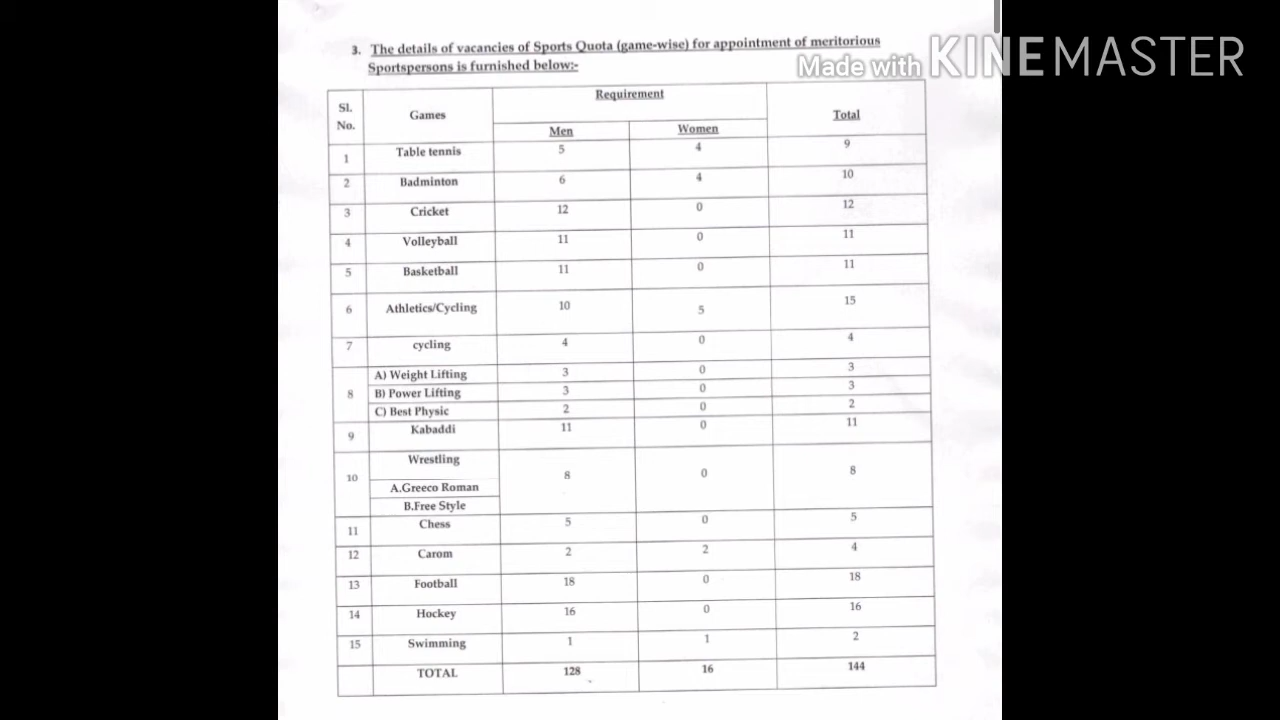 3. The details of vacancies of Sports Quota (game-wise) for appointment of meritorious
Sportspersons is furnished below:-
Made with KINEMASTER
Sl. No. Games Requirement Total
Men Women
1 Table tennis 5 4 9
2 Badminton 6 4 10
3 Cricket 12 0 12
4 Volleyball 11 0 11
5 Basketball 11 0 11
6 Athletics/Cycling 10 5 15
7 cycling 4 0 4
8 A) Weight Lifting 3 0 3
B) Power Lifting 3 0 3
C) Best Physic 2 0 2
9 Kabaddi 11 0 11
10 Wrestling 8 0 8
A.Greeco Roman
B.Free Style
11 Chess 5 0 5
12 Carom 2 2 4
13 Football 18 0 18
14 Hockey 16 0 16
15 Swimming 1 1 2
TOTAL 128 16 144